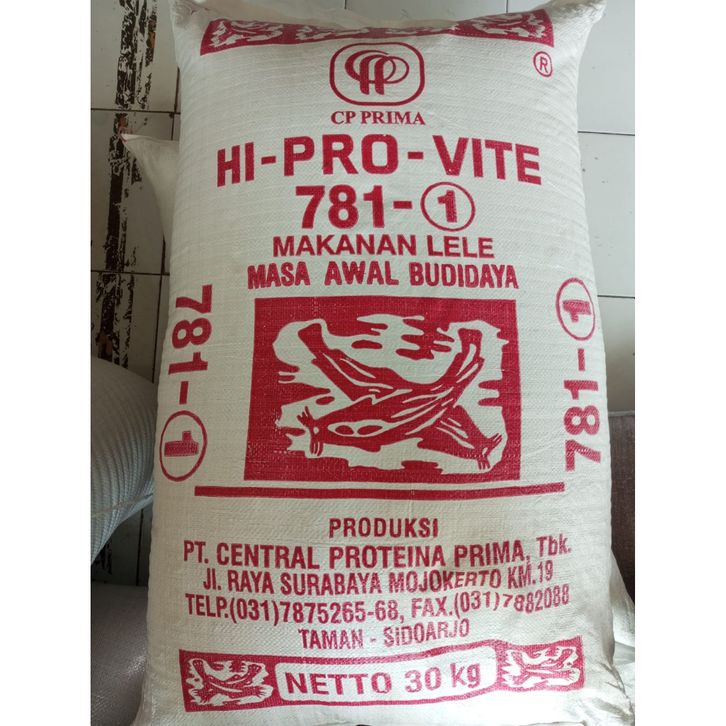 ®
CP PRIMA
HI-PRO-VITE
781-①
MAKANAN LELE
MASA AWAL BUDIDAYA
781-①
781-①
PRODUKSI
PT. CENTRAL PROTEINA PRIMA, Tbk.
Jl. RAYA SURABAYA MOJOKERTO KM.19
TELP.(031)7875265-68, FAX.(031)7882088
TAMAN - SIDOARJO
NETTO 30 kg